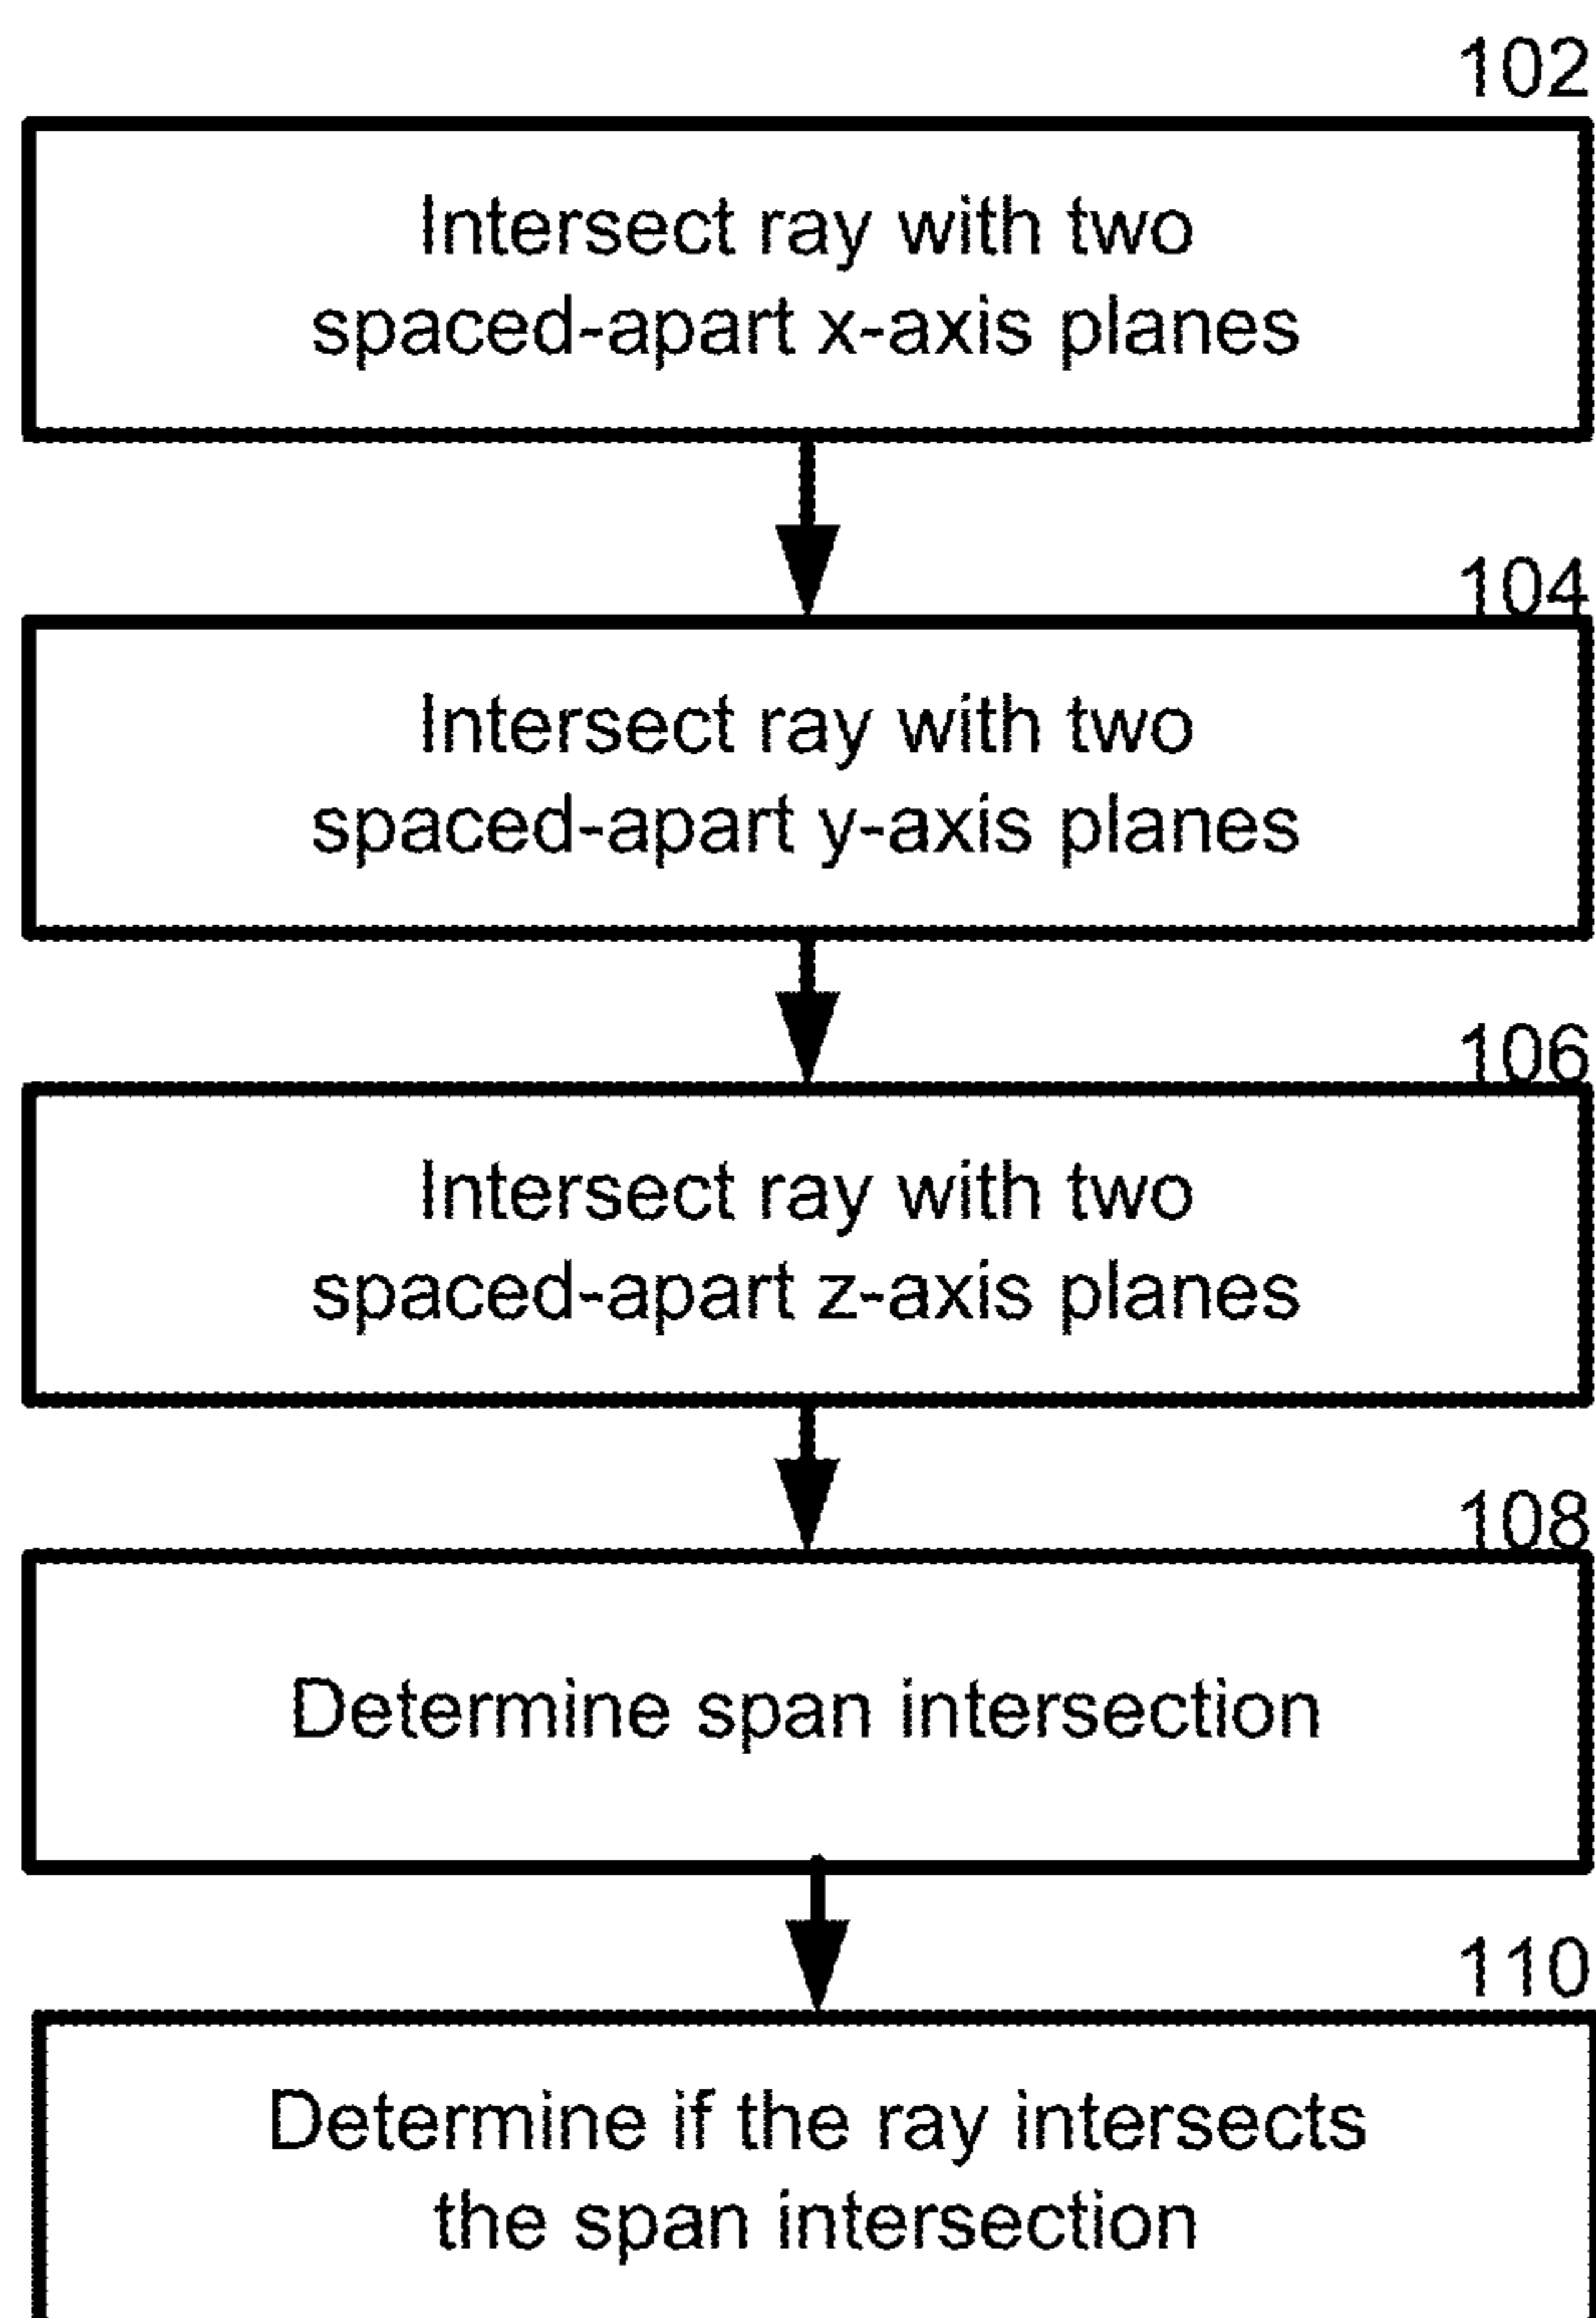 102
Intersect ray with two
spaced-apart x-axis planes
104
Intersect ray with two
spaced-apart y-axis planes
106
Intersect ray with two
spaced-apart z-axis planes
108
Determine span intersection
110
Determine if the ray intersects
the span intersection